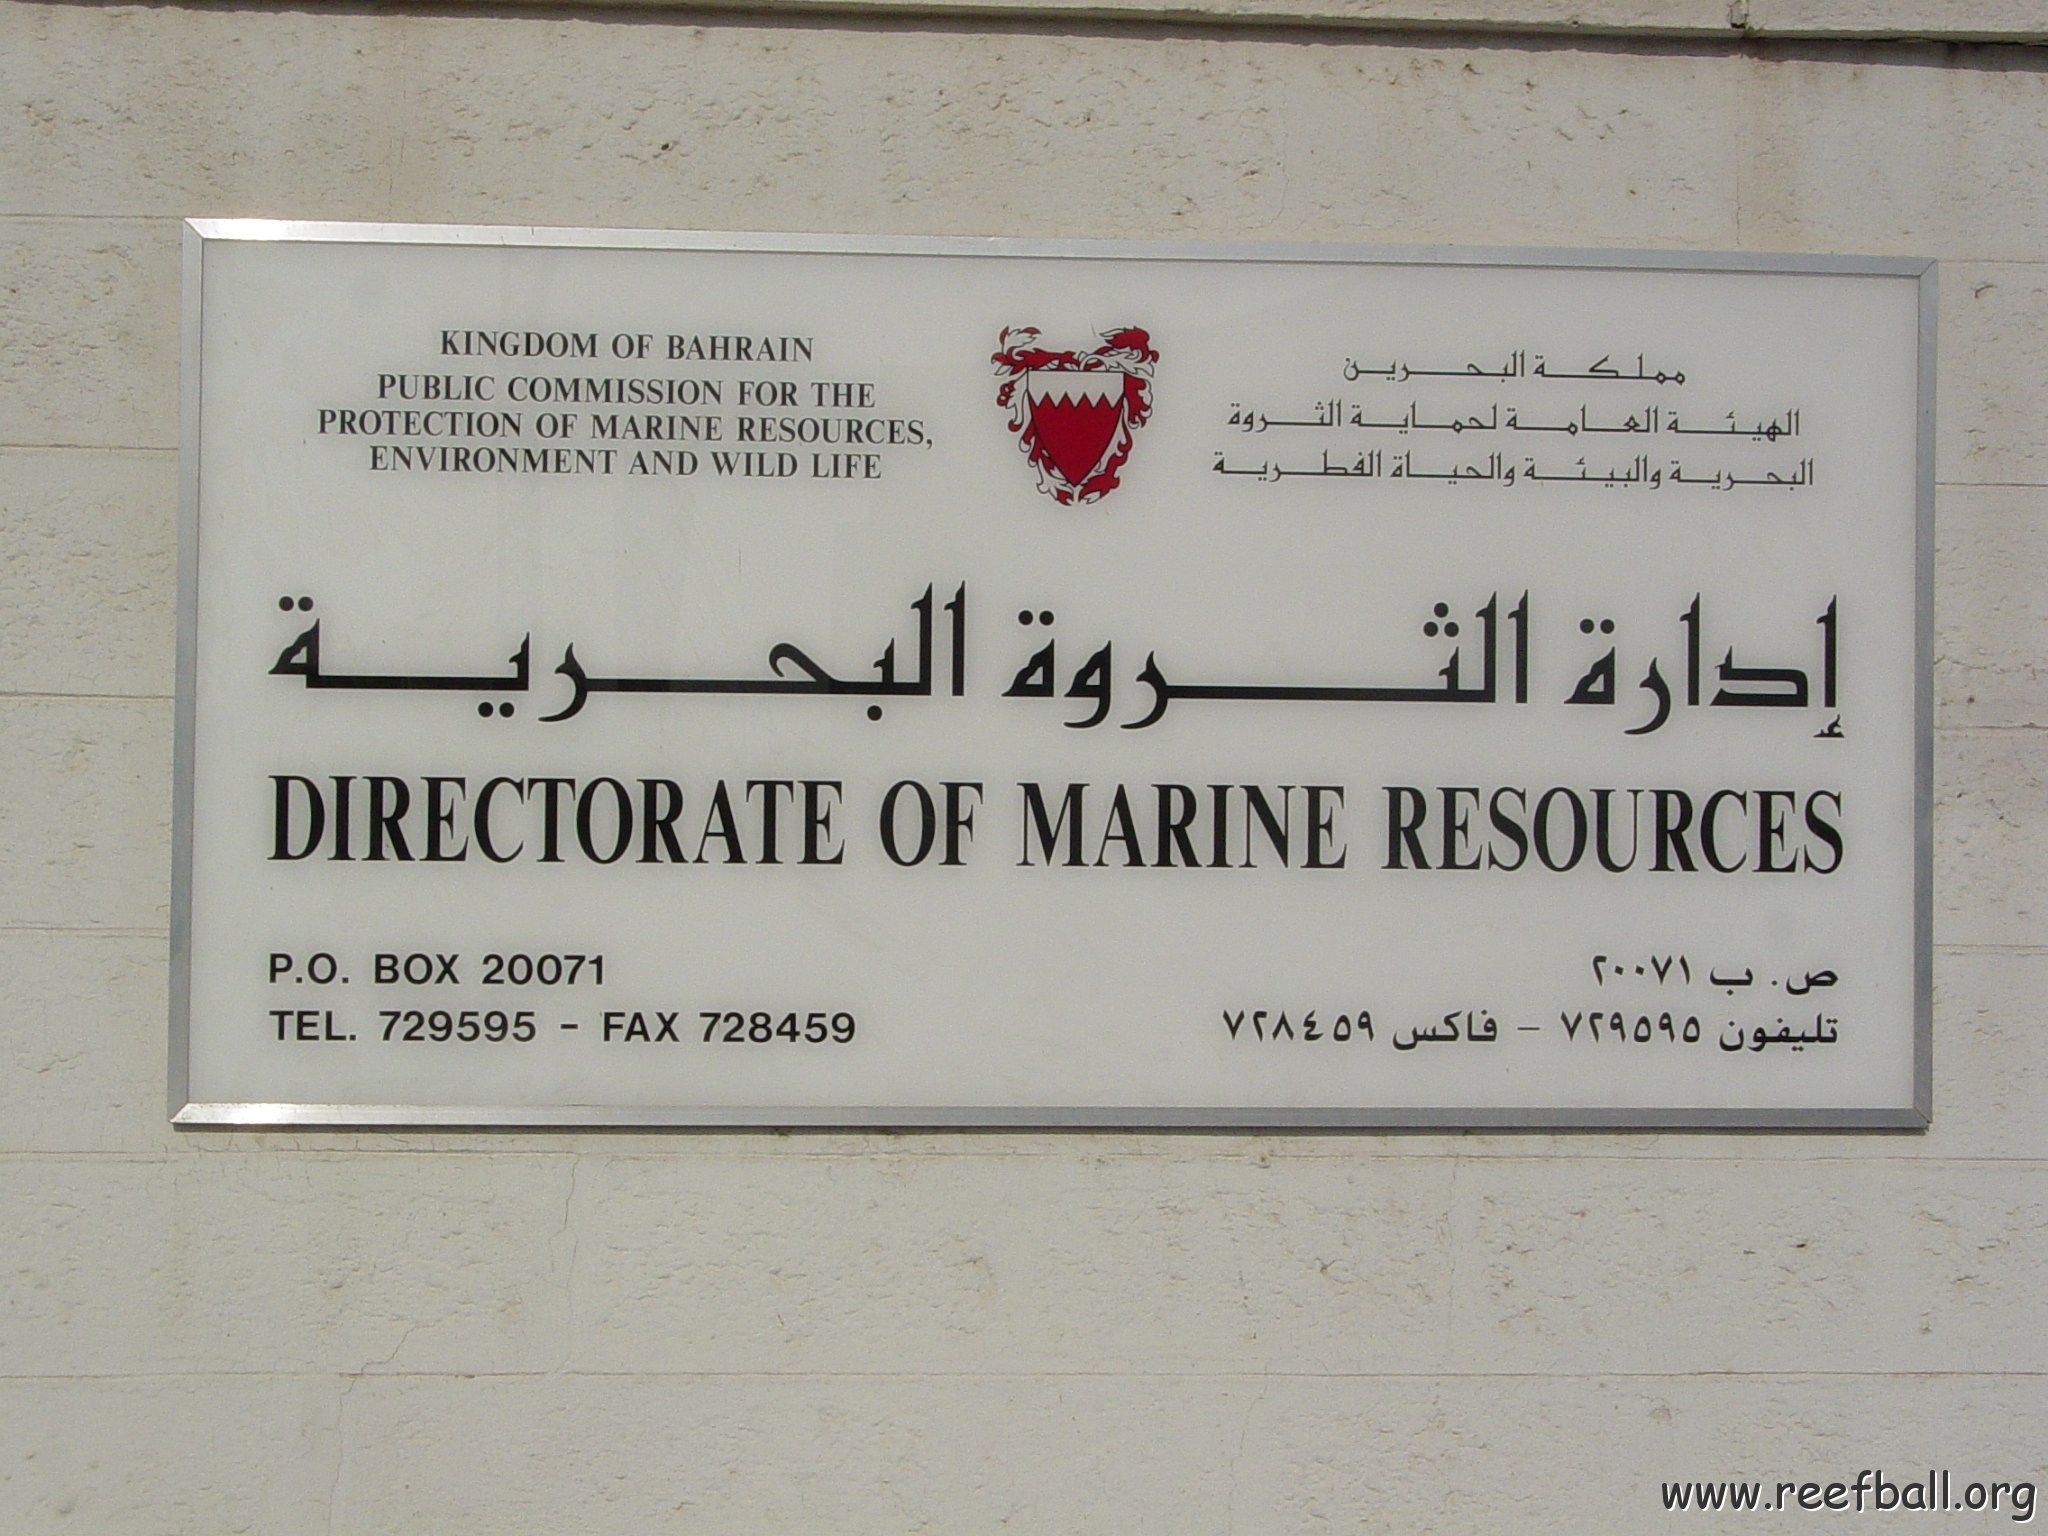 KINGDOM OF BAHRAIN
PUBLIC COMMISSION FOR THE
PROTECTION OF MARINE RESOURCES,
ENVIRONMENT AND WILD LIFE
مملكة البحرين
الهيئة العامة لحماية الثروة
البحرية والبيئة والحياة الفطرية
إدارة الثروة البحرية
DIRECTORATE OF MARINE RESOURCES
P.O. BOX 20071
TEL. 729595 - FAX 728459
ص. ب ٢٠٠٧١
تليفون ٧٢٩٥٩٥ – فاكس ٧٢٨٤٥٩
www.reefball.org